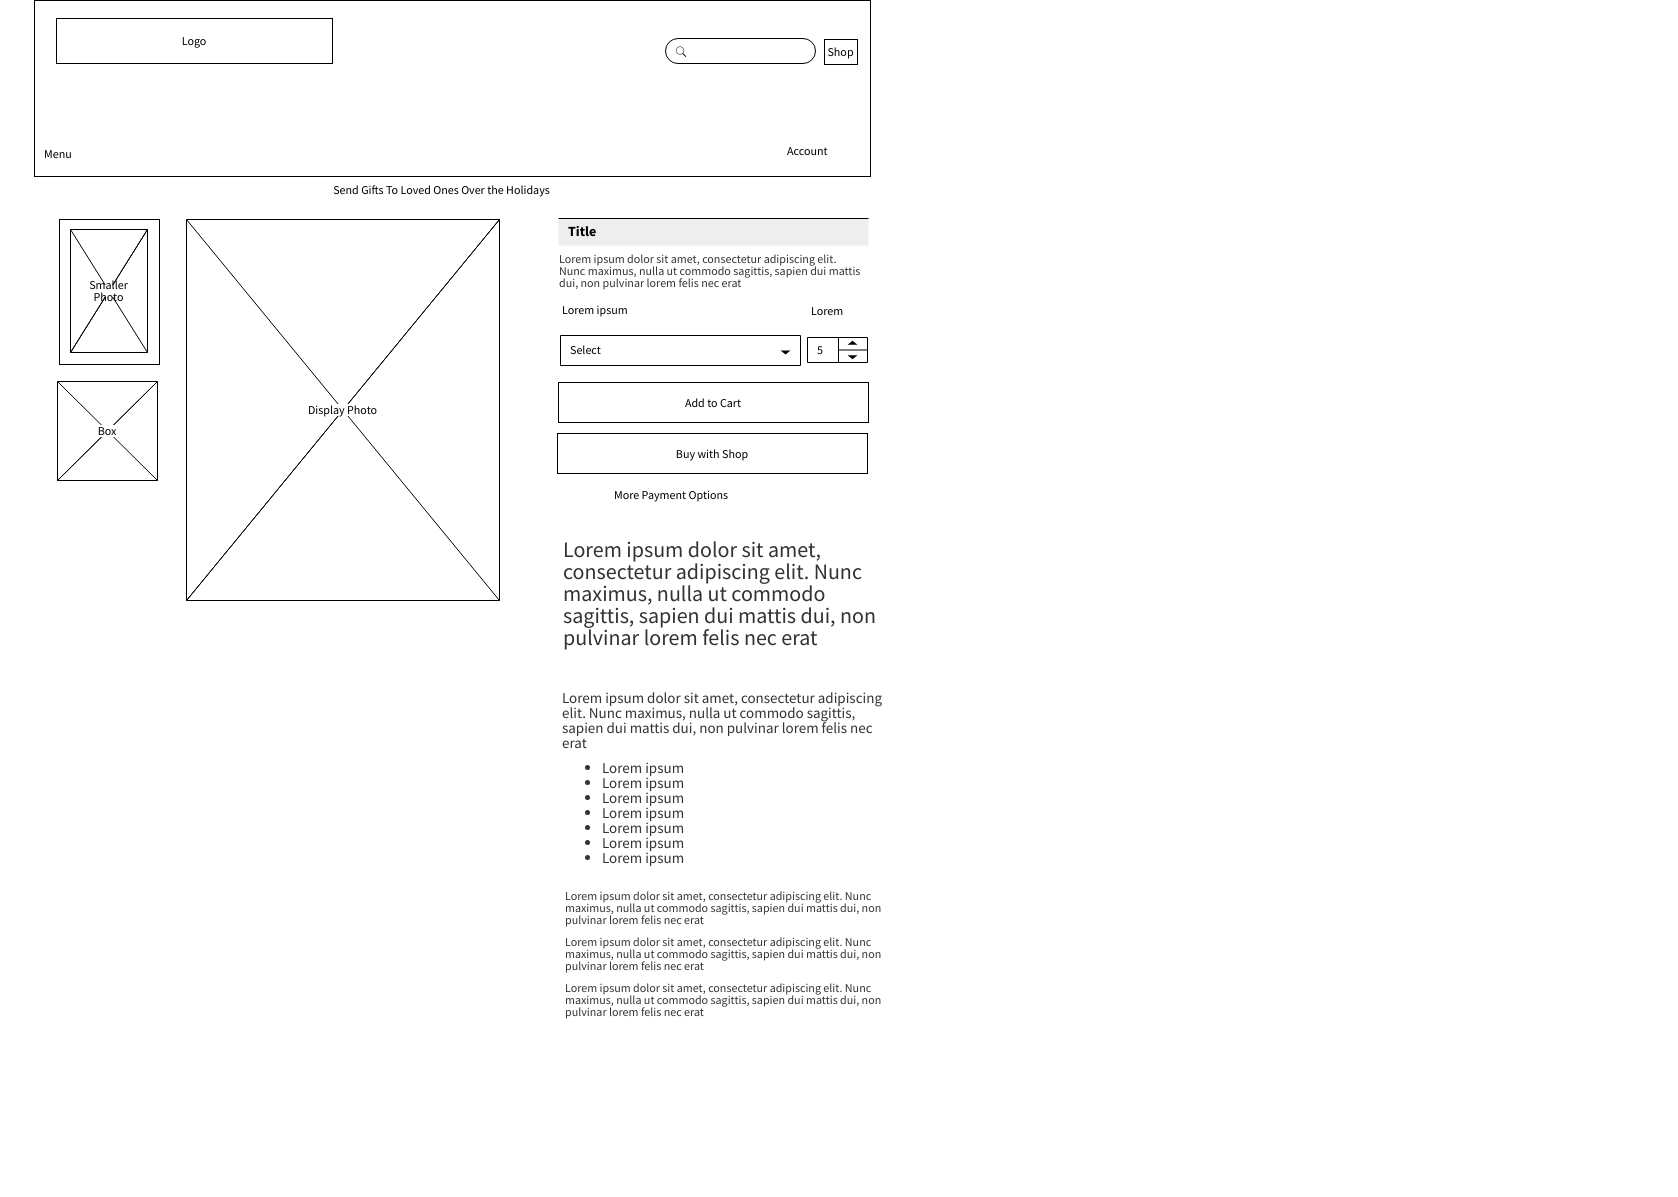 Logo
Shop
Menu
Account
Send Gifts To Loved Ones Over the Holidays
Smaller
Photo
Box
Display Photo
Title
Lorem ipsum dolor sit amet, consectetur adipiscing elit.
Nunc maximus, nulla ut commodo sagittis, sapien dui mattis
dui, non pulvinar lorem felis nec erat
Lorem ipsum
Lorem
Select
5
Add to Cart
Buy with Shop
More Payment Options
Lorem ipsum dolor sit amet,
consectetur adipiscing elit. Nunc
maximus, nulla ut commodo
sagittis, sapien dui mattis dui, non
pulvinar lorem felis nec erat
Lorem ipsum dolor sit amet, consectetur adipiscing
elit. Nunc maximus, nulla ut commodo sagittis,
sapien dui mattis dui, non pulvinar lorem felis nec
erat
• Lorem ipsum
• Lorem ipsum
• Lorem ipsum
• Lorem ipsum
• Lorem ipsum
• Lorem ipsum
• Lorem ipsum
Lorem ipsum dolor sit amet, consectetur adipiscing elit. Nunc
maximus, nulla ut commodo sagittis, sapien dui mattis dui, non
pulvinar lorem felis nec erat
Lorem ipsum dolor sit amet, consectetur adipiscing elit. Nunc
maximus, nulla ut commodo sagittis, sapien dui mattis dui, non
pulvinar lorem felis nec erat
Lorem ipsum dolor sit amet, consectetur adipiscing elit. Nunc
maximus, nulla ut commodo sagittis, sapien dui mattis dui, non
pulvinar lorem felis nec erat